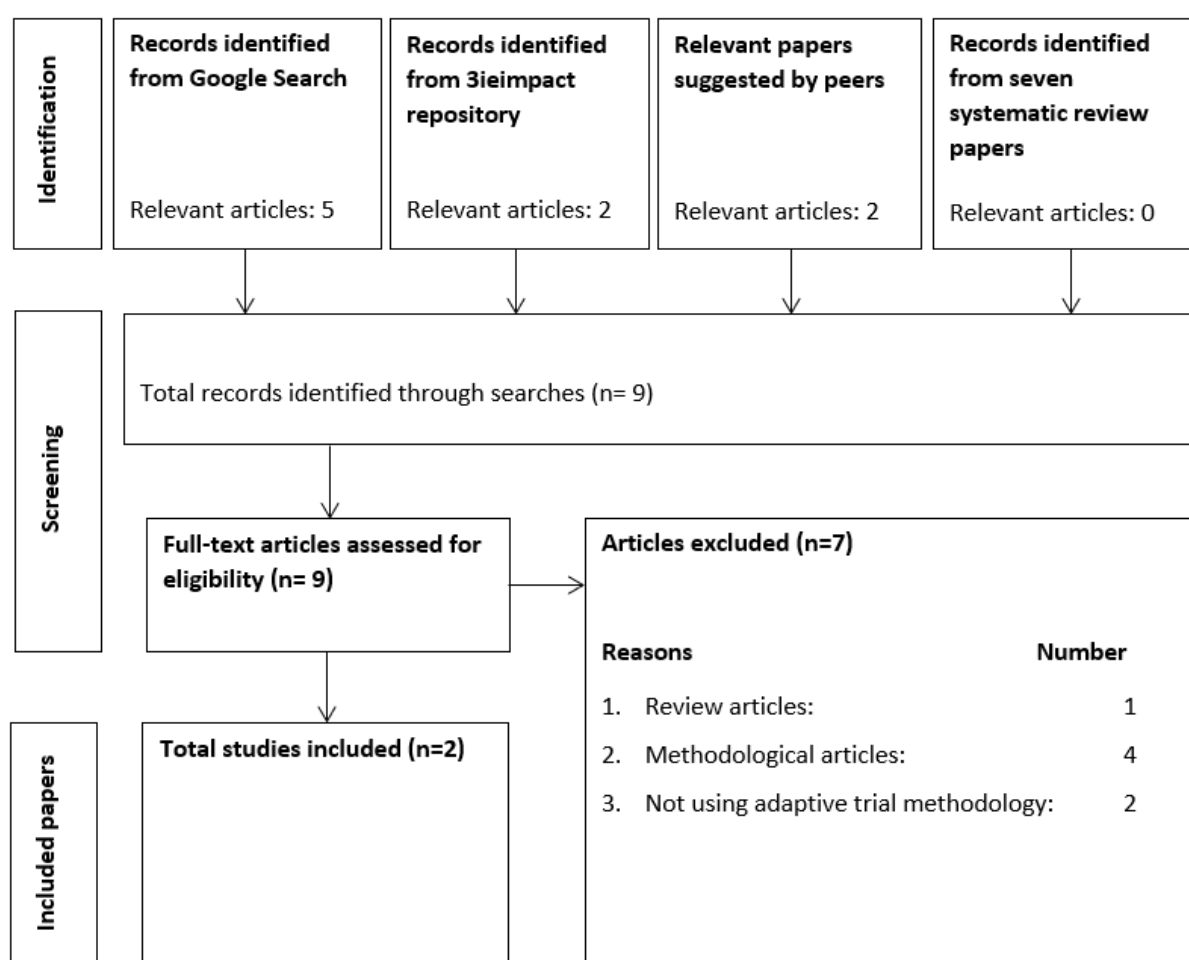 Identification
Records identified
from Google Search
Relevant articles: 5
Records identified
from 3ieimpact
repository
Relevant articles: 2
Relevant papers
suggested by peers
Relevant articles: 2
Records identified
from seven
systematic review
papers
Relevant articles: 0
Screening
Total records identified through searches (n= 9)
Full-text articles assessed for
eligibility (n= 9)
Articles excluded (n=7)
Reasons Number
1. Review articles: 1
2. Methodological articles: 4
3. Not using adaptive trial methodology: 2
Included papers
Total studies included (n=2)